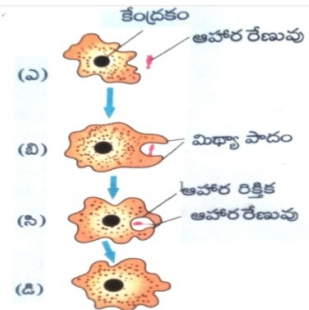 కేంద్రకం
ఆహార రేణువు
(ఎ)
మిథ్యా పాదం
(బి)
ఆహార రిక్తిక
(సి) ఆహార రేణువు
(డి)